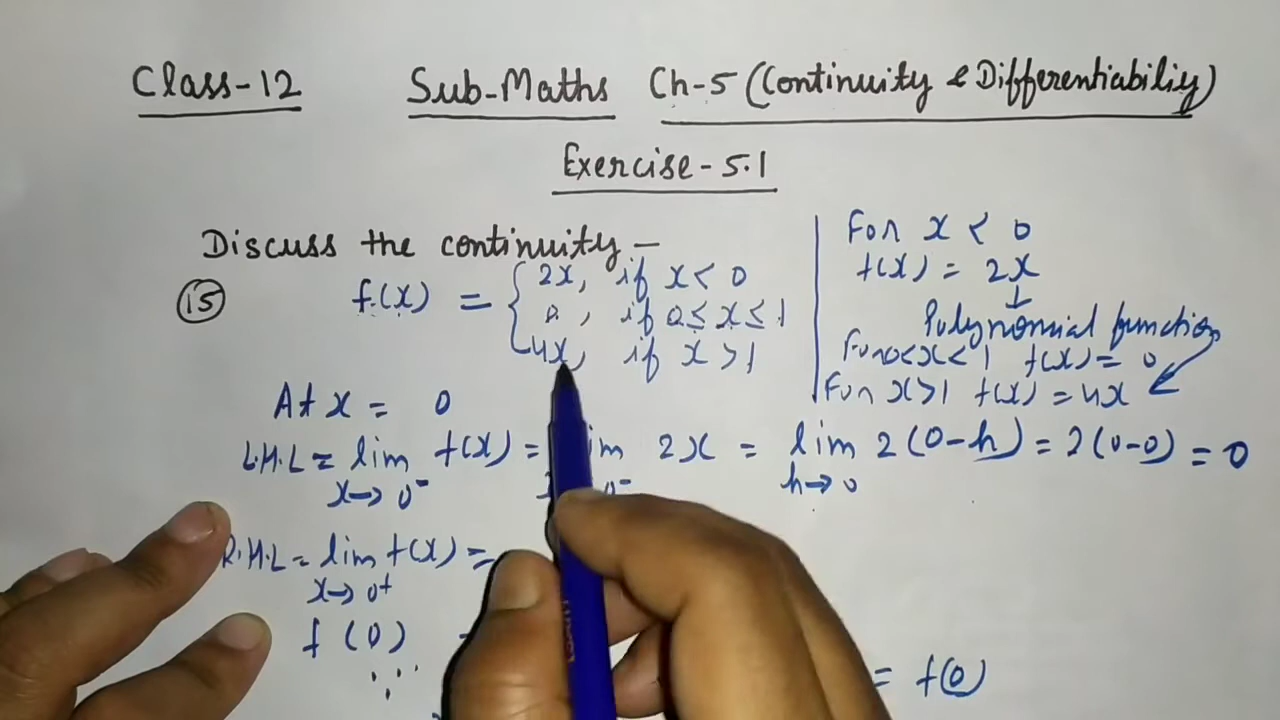 Class-12 Sub-Maths Ch-5 (Continuity & Differentiability)
Exercise-5.1
Discuss the continuity –
15 f(x) = { 2x, if x < 0
0, if 0 ≤ x ≤ 1
4x, if x > 1
For x < 0
f(x) = 2x
↓
Polynomial function
For 0<x<1 f(x) = 0
For x>1 f(x) = 4x
At x = 0
L.H.L = lim f(x) = lim 2x = lim 2(0-h) = 2(0-0) = 0
x→0⁻ 0⁻ h→0
R.H.L = lim f(x) =
x→0+
f(0)
∵
= f(0)